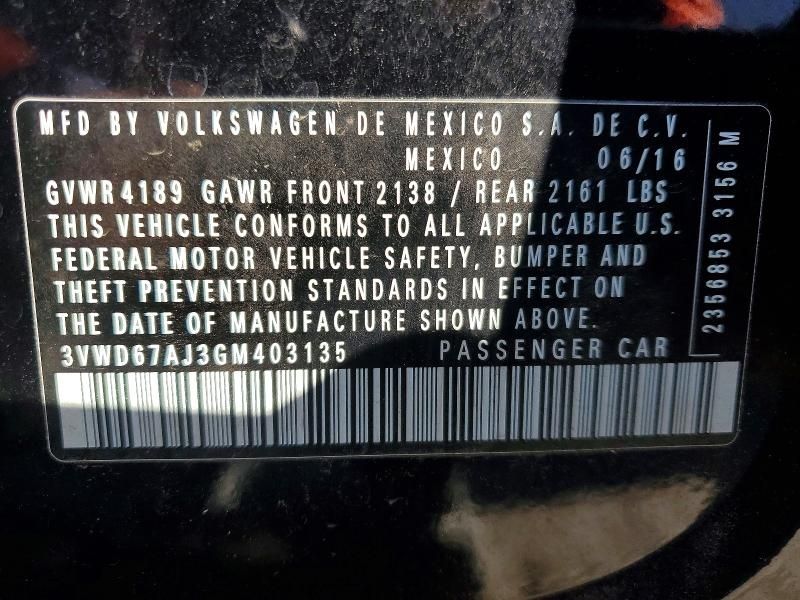 MFD BY VOLKSWAGEN DE MEXICO S.A. DE C.V.
MEXICO 06/16
GVWR 4189 GAWR FRONT 2138 / REAR 2161 LBS
THIS VEHICLE CONFORMS TO ALL APPLICABLE U.S.
FEDERAL MOTOR VEHICLE SAFETY, BUMPER AND
THEFT PREVENTION STANDARDS IN EFFECT ON
THE DATE OF MANUFACTURE SHOWN ABOVE.
3VWD67AJ3GM403135 PASSENGER CAR
2356853 3156 M